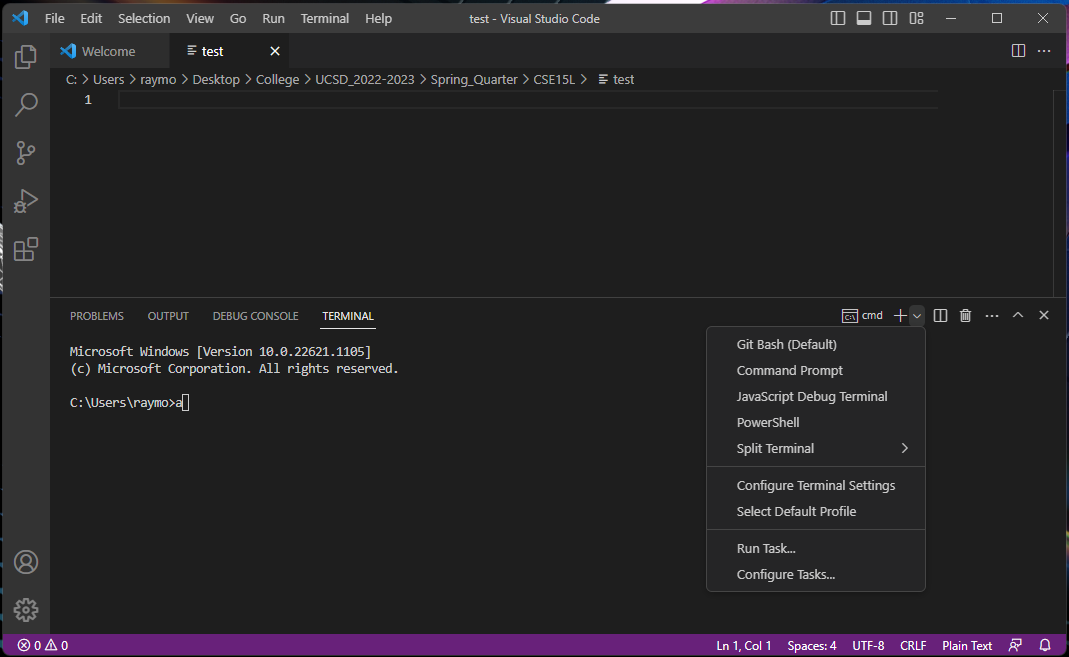 File Edit Selection View Go Run Terminal Help test - Visual Studio Code
Welcome test
C: > Users > raymo > Desktop > College > UCSD_2022-2023 > Spring_Quarter > CSE15L > test
1
PROBLEMS OUTPUT DEBUG CONSOLE TERMINAL cmd
Microsoft Windows [Version 10.0.22621.1105]
(c) Microsoft Corporation. All rights reserved.
C:\Users\raymo>a
Git Bash (Default)
Command Prompt
JavaScript Debug Terminal
PowerShell
Split Terminal
Configure Terminal Settings
Select Default Profile
Run Task...
Configure Tasks...
0 0 Ln 1, Col 1 Spaces: 4 UTF-8 CRLF Plain Text